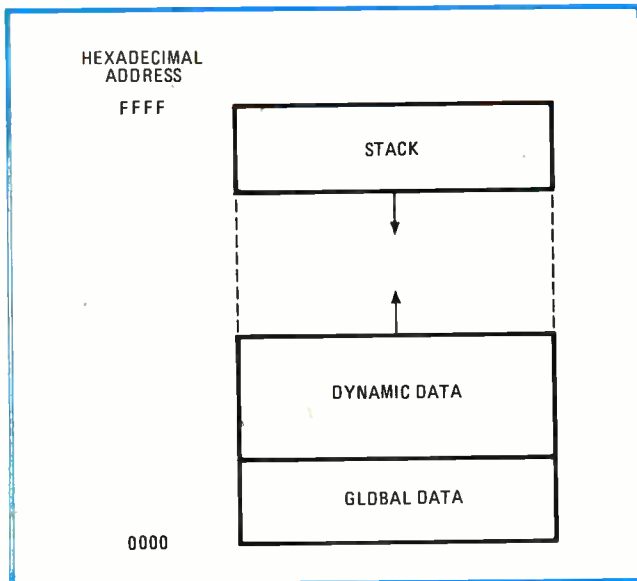 HEXADECIMAL
ADDRESS
FFFF
STACK
DYNAMIC DATA
GLOBAL DATA
0000